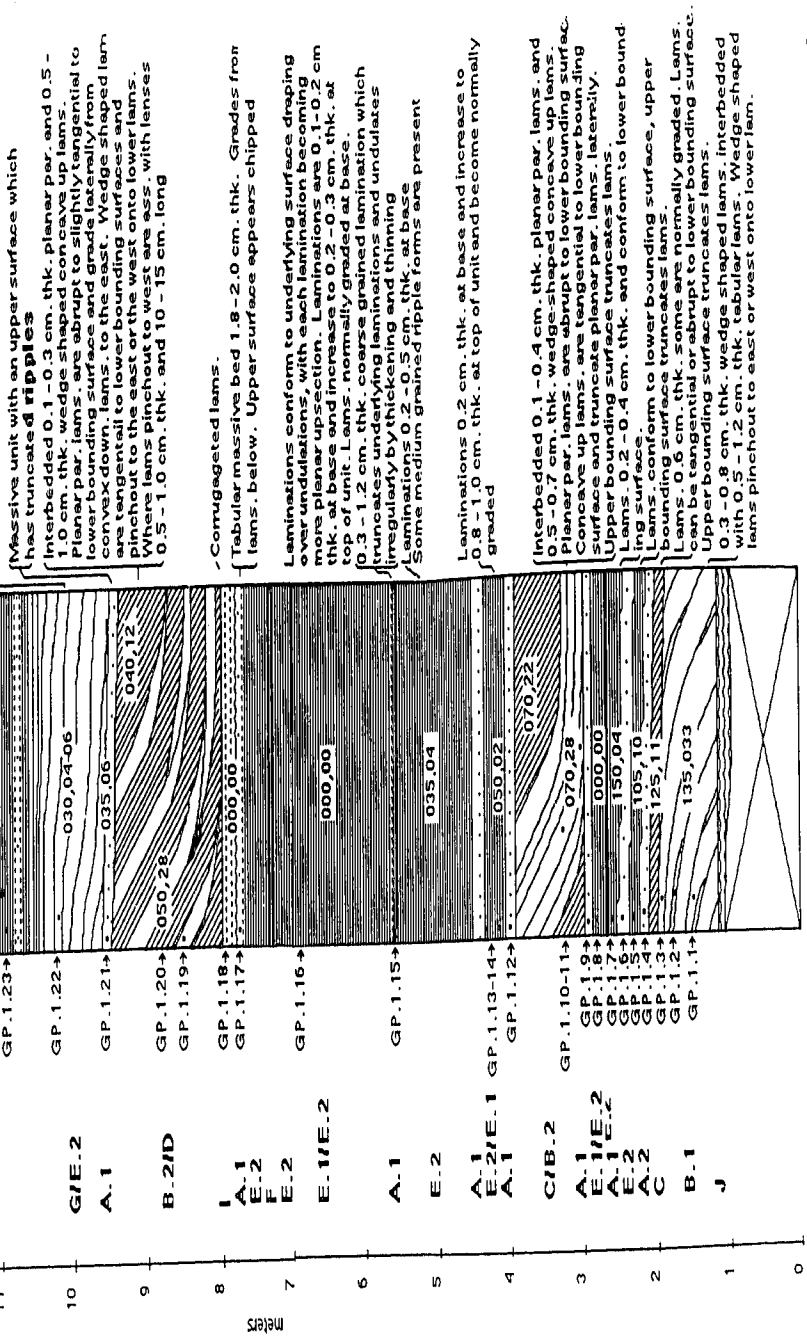 Massive unit with an upper surface which
has truncated ripples
Interbedded 0.1-0.3 cm. thk. planar par. and 0.5-
1.0 cm. thk. wedge shaped concave up lams.
Planar par. lams. are abrupt to slightly tangential to
lower bounding surface and grade laterally from
convex down. lams. to the east. Wedge shaped lam
are tangentail to lower bounding surfaces and
pinchout to the east or the west onto lower lams.
Where lams pinchout to west are ass. with lenses
0.5-1.0 cm. thk. and 10-15 cm. long
Corrugageted lams.
Tabular massive bed 1.8-2.0 cm. thk. Grades from
lams. below. Upper surface appears chipped
Laminations conform to underlying surface draping
over undulations, with each lamination becoming
more planar upsection. Laminations are 0.1-0.2 cm
thk. at base and increase to 0.2-0.3 cm. thk. at
top of unit. Lams. normally graded at base.
0.3-1.2 cm. thk. coarse grained lamination which
truncates underlying laminations and undulates
irregularly by thickening and thinning
Laminations 0.2-0.5 cm. thk. at base
Some medium grained ripple forms are present
Laminations 0.2 cm. thk. at base and increase to
0.8-1.0 cm. thk. at top of unit and become normally
graded
Interbedded 0.1-0.4 cm. thk. planar par. lams. and
0.5-0.7 cm. thk. wedge-shaped concave up lams.
Planar par. lams. are abrupt to lower bounding surfac.
Concave up lams. are tangential to lower bounding
surface and truncate planar par. lams. laterally.
Upper bounding surface truncates lams.
Lams. 0.2-0.4 cm. thk. and conform to lower bound-
ing surface.
Lams. conform to lower bounding surface, upper
bounding surface truncates lams.
Lams. 0.6 cm. thk. some are normally graded. Lams.
can be tangential or abrupt to lower bounding surface.
Upper bounding surface truncates lams.
0.3-0.8 cm. thk. wedge shaped lams. interbedded
with 0.5-1.2 cm. thk. tabular lams. Wedge shaped
lams pinchout to east or west onto lower lam.
030,04-06
035,06
040,12
050,28
000,00
000,00
035,04
050,02
070,22
070,28
000,00
150,04
105,10
125,11
135,033
GP.1.23
GP.1.22
GP.1.21
GP.1.20
GP.1.19
GP.1.18
GP.1.17
GP.1.16
GP.1.15
GP.1.13-14
GP.1.12
GP.1.10-11
GP.1.9
GP.1.8
GP.1.7
GP.1.6
GP.1.5
GP.1.4
GP.1.3
GP.1.2
GP.1.1
G/E.2
A.1
B.2/D
I
A.1
E.2
F
E.2
E.1/E.2
A.1
E.2
A.1
E.2/E.1
A.1
C/B.2
A.1
E.1/E.2
A.1
E.2
A.2
C
B.1
J
10
9
8
7
6
5
4
3
2
1
0
meters